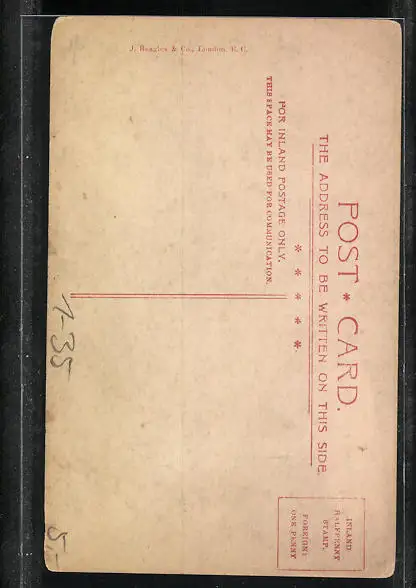 POST * CARD.
THE ADDRESS TO BE WRITTEN ON THIS SIDE.
FOR INLAND POSTAGE ONLY.
THIS SPACE MAY BE USED FOR COMMUNICATION.
INLAND
HALFPENNY
STAMP.
FOREIGN:
ONE PENNY
J. Beagles & Co., London. E. C.
1-35
5,-